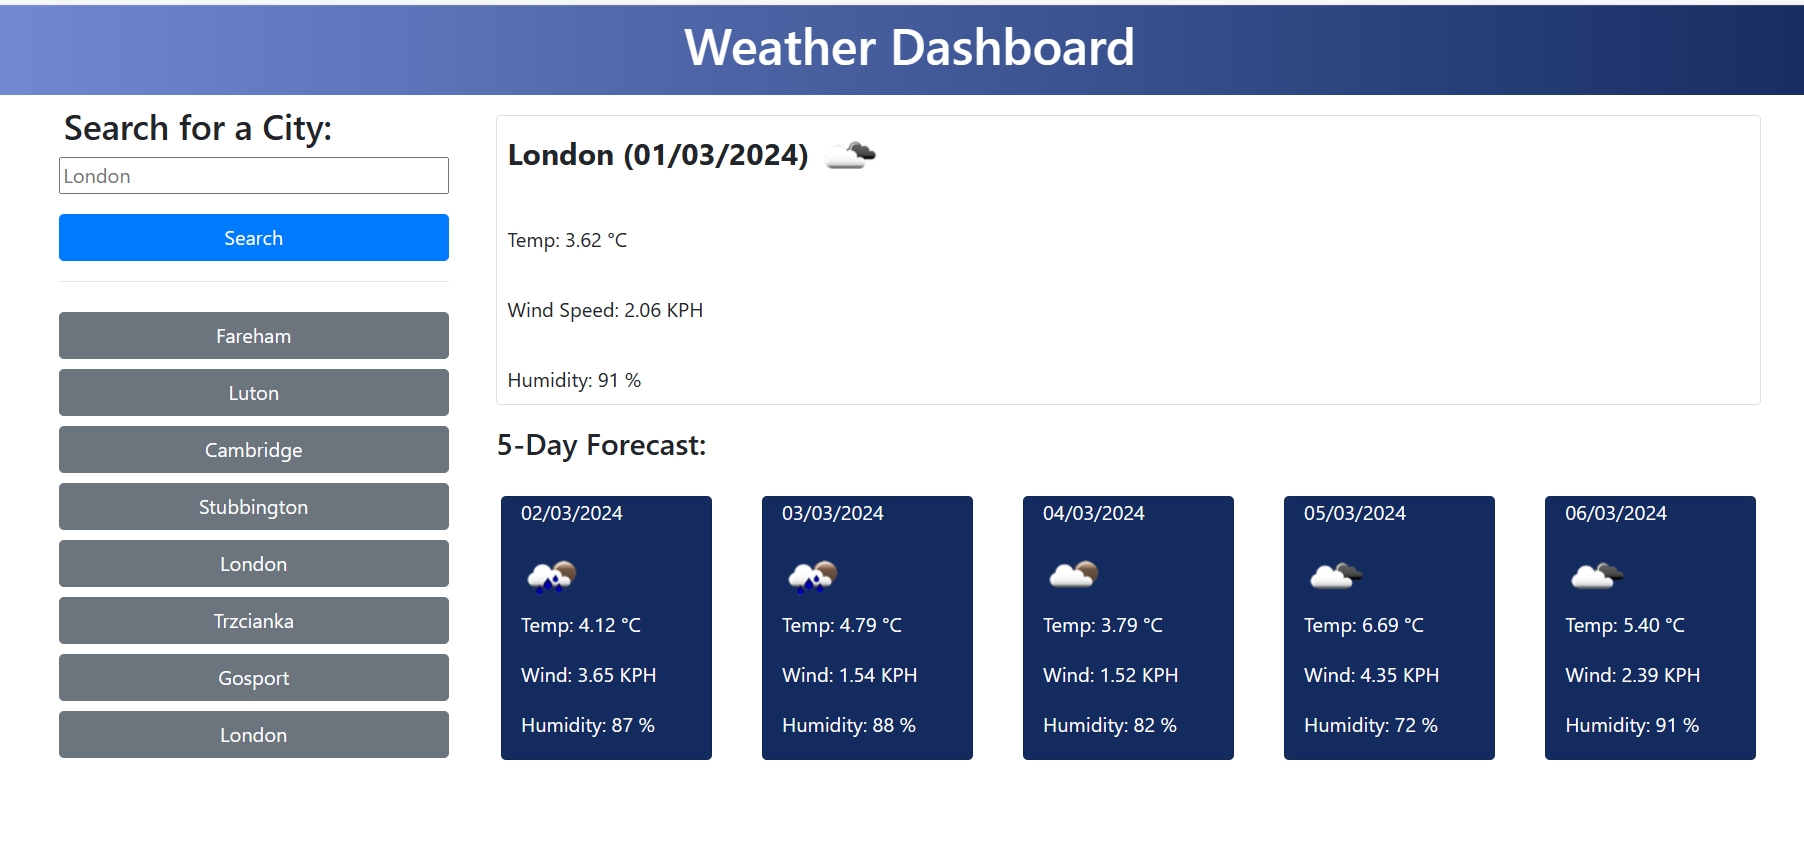 Weather Dashboard
Search for a City:
London
Search
Fareham
Luton
Cambridge
Stubbington
London
Trzcianka
Gosport
London
London (01/03/2024)
Temp: 3.62 °C
Wind Speed: 2.06 KPH
Humidity: 91 %
5-Day Forecast:
02/03/2024
Temp: 4.12 °C
Wind: 3.65 KPH
Humidity: 87 %
03/03/2024
Temp: 4.79 °C
Wind: 1.54 KPH
Humidity: 88 %
04/03/2024
Temp: 3.79 °C
Wind: 1.52 KPH
Humidity: 82 %
05/03/2024
Temp: 6.69 °C
Wind: 4.35 KPH
Humidity: 72 %
06/03/2024
Temp: 5.40 °C
Wind: 2.39 KPH
Humidity: 91 %